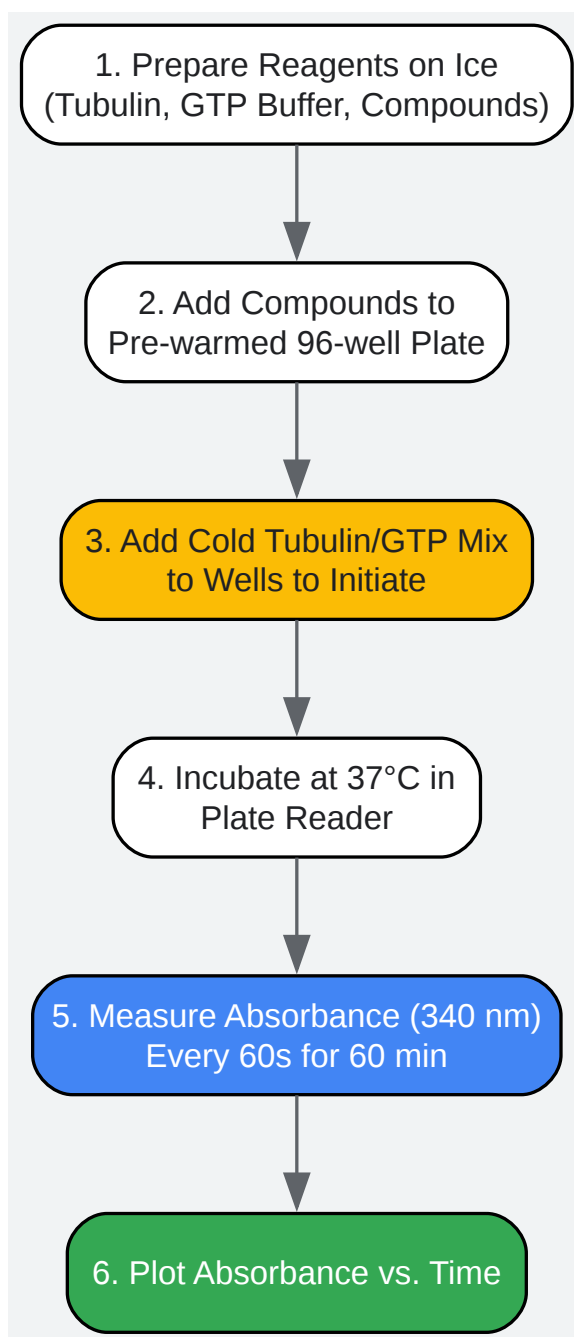 1. Prepare Reagents on Ice
(Tubulin, GTP Buffer, Compounds)
2. Add Compounds to
Pre-warmed 96-well Plate
3. Add Cold Tubulin/GTP Mix
to Wells to Initiate
4. Incubate at 37°C in
Plate Reader
5. Measure Absorbance (340 nm)
Every 60s for 60 min
6. Plot Absorbance vs. Time